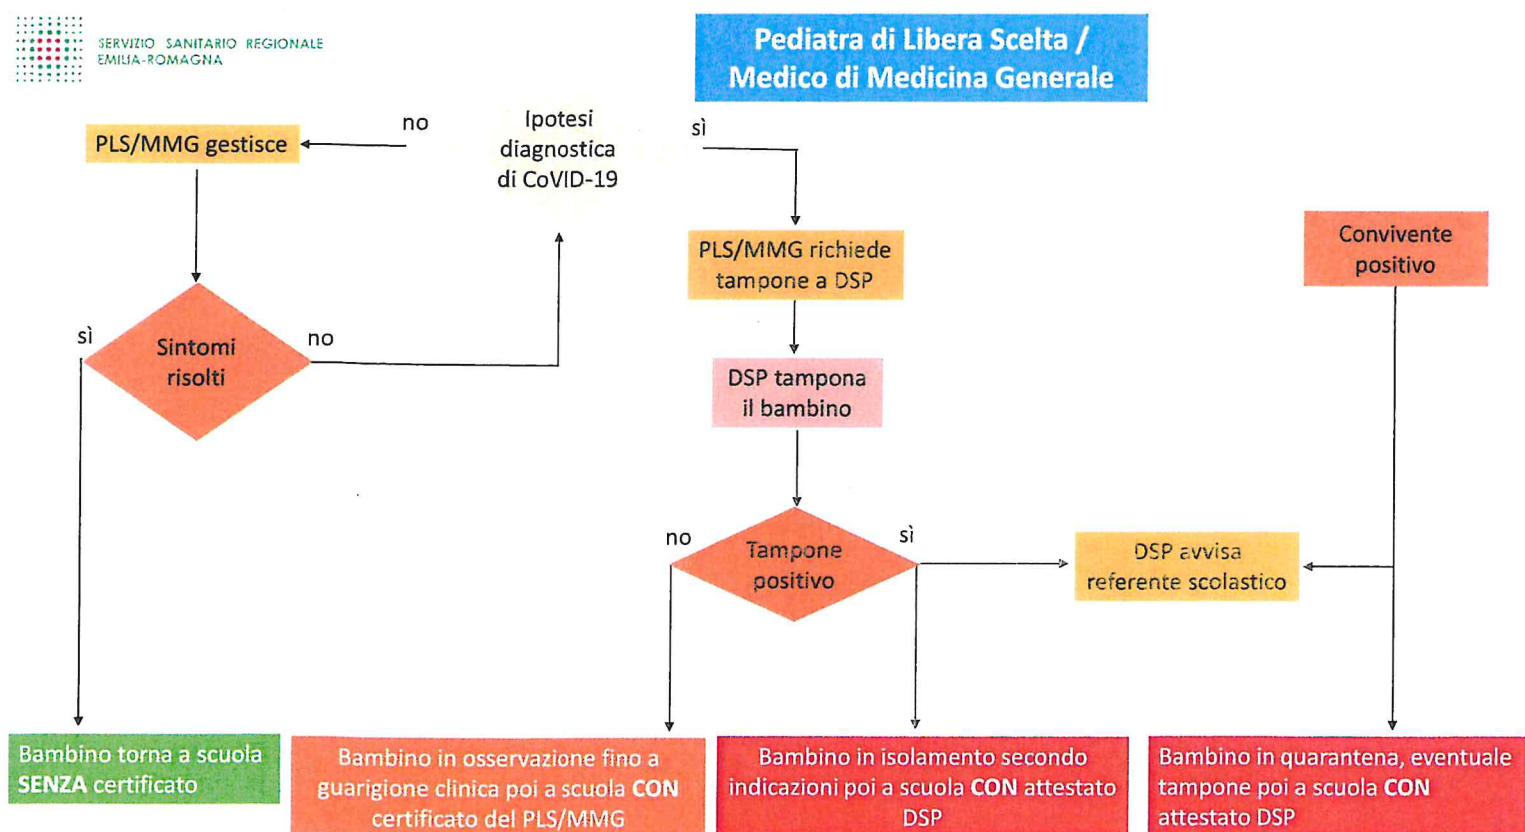 SERVIZIO SANITARIO REGIONALE
EMILIA-ROMAGNA
Pediatra di Libera Scelta /
Medico di Medicina Generale
PLS/MMG gestisce
no
Ipotesi
diagnostica
di CoVID-19
sì
PLS/MMG richiede
tampone a DSP
Convivente
positivo
sì
Sintomi
risolti
no
DSP tampona
il bambino
no
Tampone
positivo
sì
DSP avvisa
referente scolastico
Bambino torna a scuola
SENZA certificato
Bambino in osservazione fino a
guarigione clinica poi a scuola CON
certificato del PLS/MMG
Bambino in isolamento secondo
indicazioni poi a scuola CON attestato
DSP
Bambino in quarantena, eventuale
tampone poi a scuola CON
attestato DSP